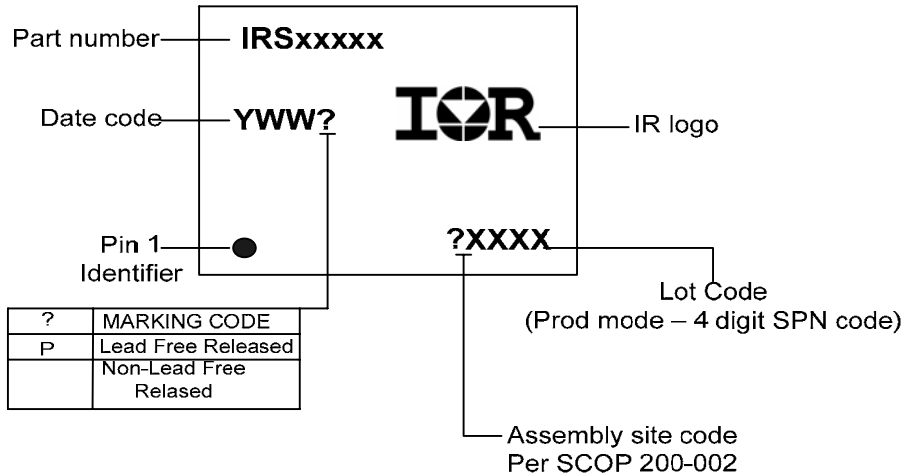 Part number
IRSxxxxx
Date code
YWW?
IOR
IR logo
Pin 1
Identifier
?XXXX
Lot Code
(Prod mode – 4 digit SPN code)
? MARKING CODE
P Lead Free Released
Non-Lead Free
Relased
Assembly site code
Per SCOP 200-002